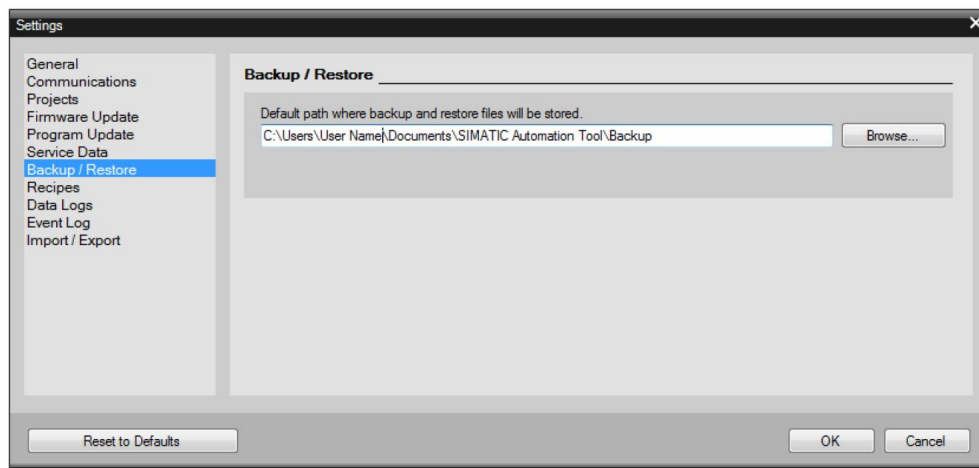 Settings
General
Communications
Projects
Firmware Update
Program Update
Service Data
Backup / Restore
Recipes
Data Logs
Event Log
Import / Export
Backup / Restore
Default path where backup and restore files will be stored.
C:\Users\User Name\Documents\SIMATIC Automation Tool\Backup
Browse...
Reset to Defaults
OK
Cancel